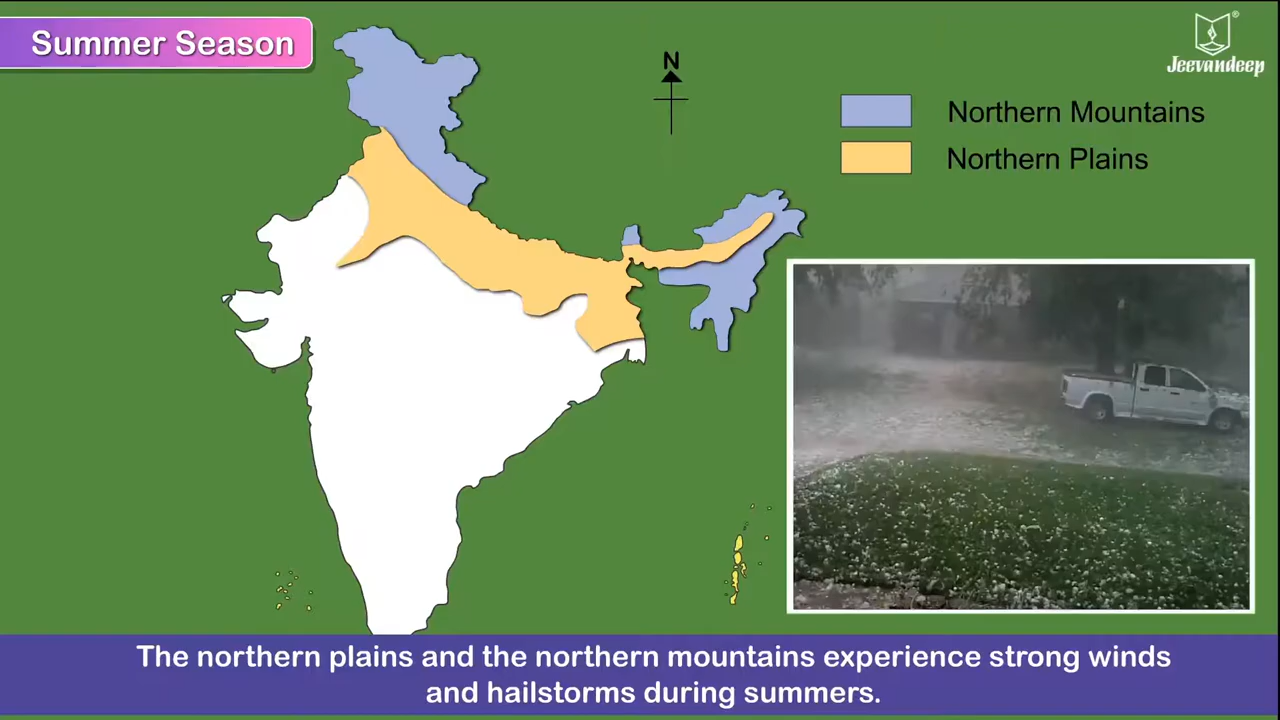 Summer Season
®
Jeevandeep
N
Northern Mountains
Northern Plains
The northern plains and the northern mountains experience strong winds
and hailstorms during summers.